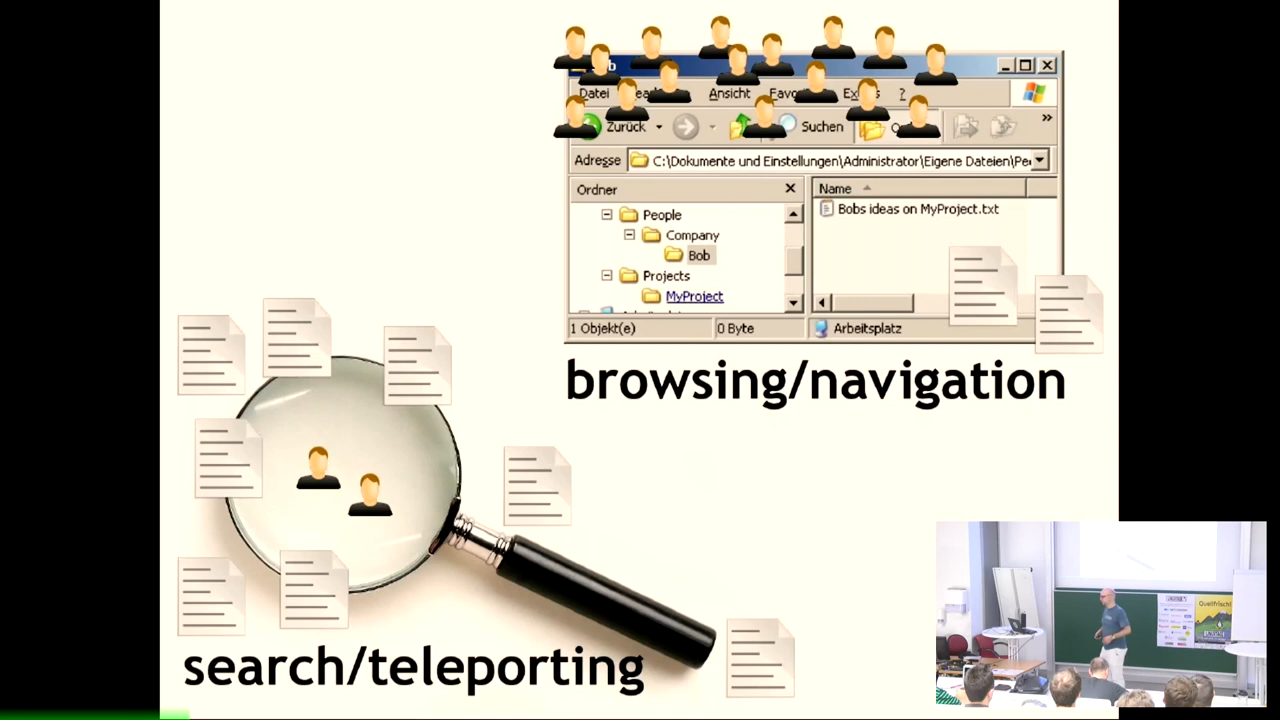 Datei
Ansicht
?
Zurück
Suchen
Adresse
C:\Dokumente und Einstellungen\Administrator\Eigene Dateien\Pe
Ordner
Name
People
Company
Bob
Projects
MyProject
Bobs ideas on MyProject.txt
1 Objekt(e)
0 Byte
Arbeitsplatz
browsing/navigation
search/teleporting
Quellfrisch!